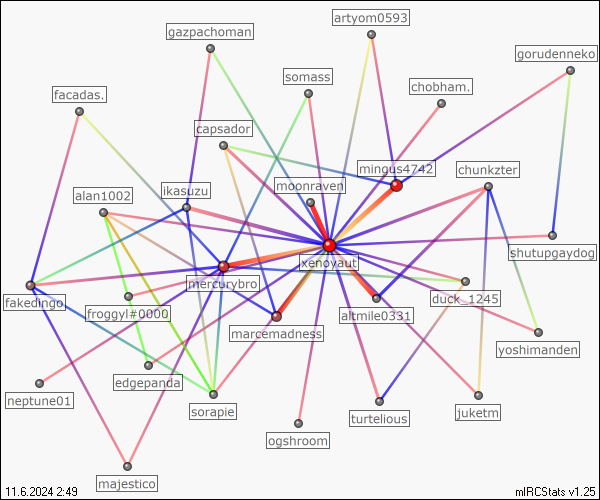 artyom0593
gazpachoman
gorudenneko
somass
chobham.
facadas.
capsador
mingus4742
chunkzter
moonraven
ikasuzu
alan1002
shutupgaydog
xenoyaut
mercurybro
fakedingo
duck_1245
froggyl#0000
altmile0331
marcemadness
yoshimanden
edgepanda
neptune01
sorapie
juketm
turtelious
ogshroom
majestico
11.6.2024 2:49
mIRCStats v1.25